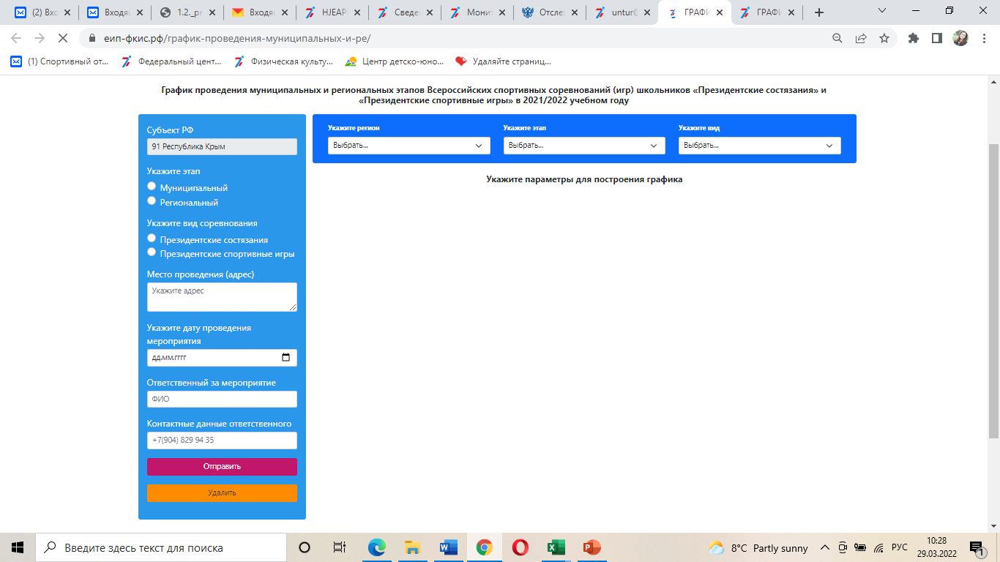 (2) Вхо
Входящ
1.2._pr
Входящ
HJEAP
Сведе
Монит
Отслеж
untur@
ГРАФИ
ГРАФИ
еип-фкис.рф/график-проведения-муниципальных-и-ре/
(1) Спортивный от...
Федеральный цент...
Физическая культу...
Центр детско-юно...
Удаляйте страниц...
График проведения муниципальных и региональных этапов Всероссийских спортивных соревнований (игр) школьников «Президентские состязания» и
«Президентские спортивные игры» в 2021/2022 учебном году
Субъект РФ
91 Республика Крым
Укажите этап
Муниципальный
Региональный
Укажите вид соревнования
Президентские состязания
Президентские спортивные игры
Место проведения (адрес)
Укажите адрес
Укажите дату проведения
мероприятия
дд.мм.гггг
Ответственный за мероприятие
ФИО
Контактные данные ответственного
+7(904) 829 94 35
Отправить
Удалить
Укажите регион
Выбрать...
Укажите этап
Выбрать...
Укажите вид
Выбрать...
Укажите параметры для построения графика
Введите здесь текст для поиска
8°C Partly sunny
РУС
10:28
29.03.2022
1